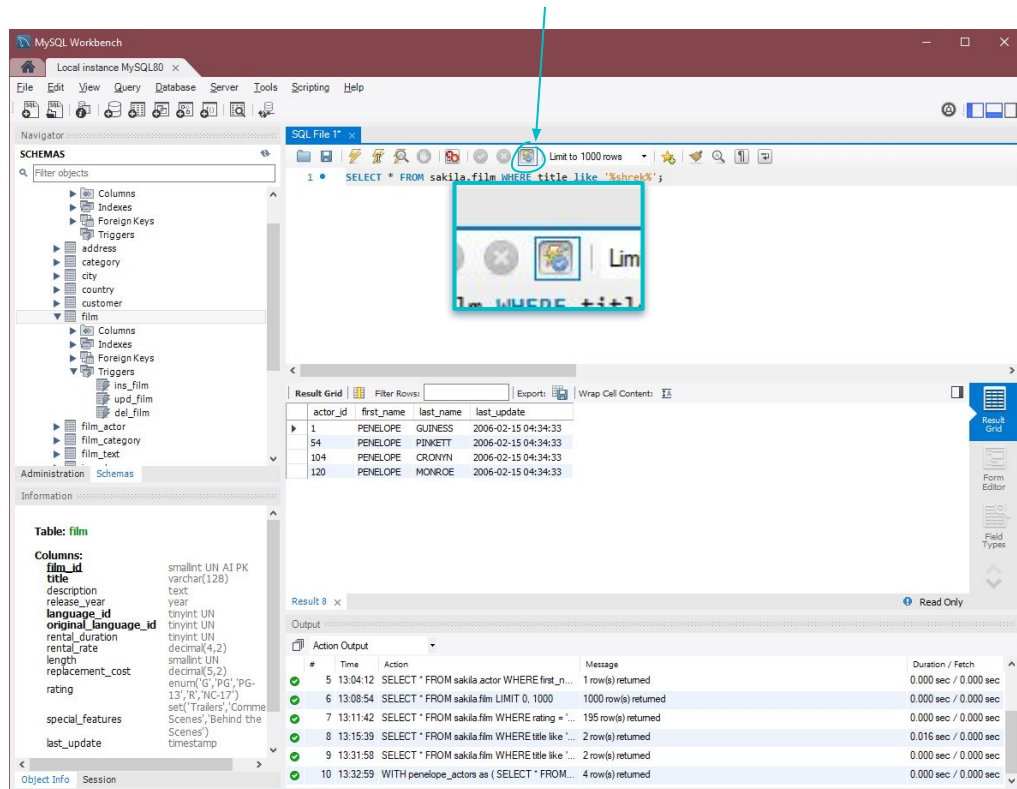 MySQL Workbench
Local instance MySQL80
File Edit View Query Database Server Tools Scripting Help
Navigator
SCHEMAS
Filter objects
Columns
Indexes
Foreign Keys
Triggers
address
category
city
country
customer
film
Columns
Indexes
Foreign Keys
Triggers
ins_film
upd_film
del_film
film_actor
film_category
film_text
Administration Schemas
Information
Table: film
Columns:
film_id smallint UN AI PK
title varchar(128)
description text
release_year year
language_id tinyint UN
original_language_id tinyint UN
rental_duration tinyint UN
rental_rate decimal(4,2)
length smallint UN
replacement_cost decimal(5,2)
rating enum('G','PG','PG-
13','R','NC-17')
special_features set('Trailers','Comme
Scenes','Behind the
Scenes')
last_update timestamp
Object Info Session
SQL File 1*
Limit to 1000 rows
1 SELECT * FROM sakila.film WHERE title like '%shrek%';
Lim
lm WHERE titl
Result Grid Filter Rows: Export: Wrap Cell Content:
actor_id first_name last_name last_update
1 PENELOPE GUINESS 2006-02-15 04:34:33
54 PENELOPE PINKETT 2006-02-15 04:34:33
104 PENELOPE CRONYN 2006-02-15 04:34:33
120 PENELOPE MONROE 2006-02-15 04:34:33
Result
Grid
Form
Editor
Field
Types
Result 8 Read Only
Output
Action Output
# Time Action Message Duration / Fetch
5 13:04:12 SELECT * FROM sakila.actor WHERE first_n... 1 row(s) returned 0.000 sec / 0.000 sec
6 13:08:54 SELECT * FROM sakila.film LIMIT 0, 1000 1000 row(s) returned 0.000 sec / 0.000 sec
7 13:11:42 SELECT * FROM sakila.film WHERE rating = '... 195 row(s) returned 0.000 sec / 0.000 sec
8 13:15:39 SELECT * FROM sakila.film WHERE title like '... 2 row(s) returned 0.016 sec / 0.000 sec
9 13:31:58 SELECT * FROM sakila.film WHERE title like '... 2 row(s) returned 0.000 sec / 0.000 sec
10 13:32:59 WITH penelope_actors as ( SELECT * FROM... 4 row(s) returned 0.000 sec / 0.000 sec